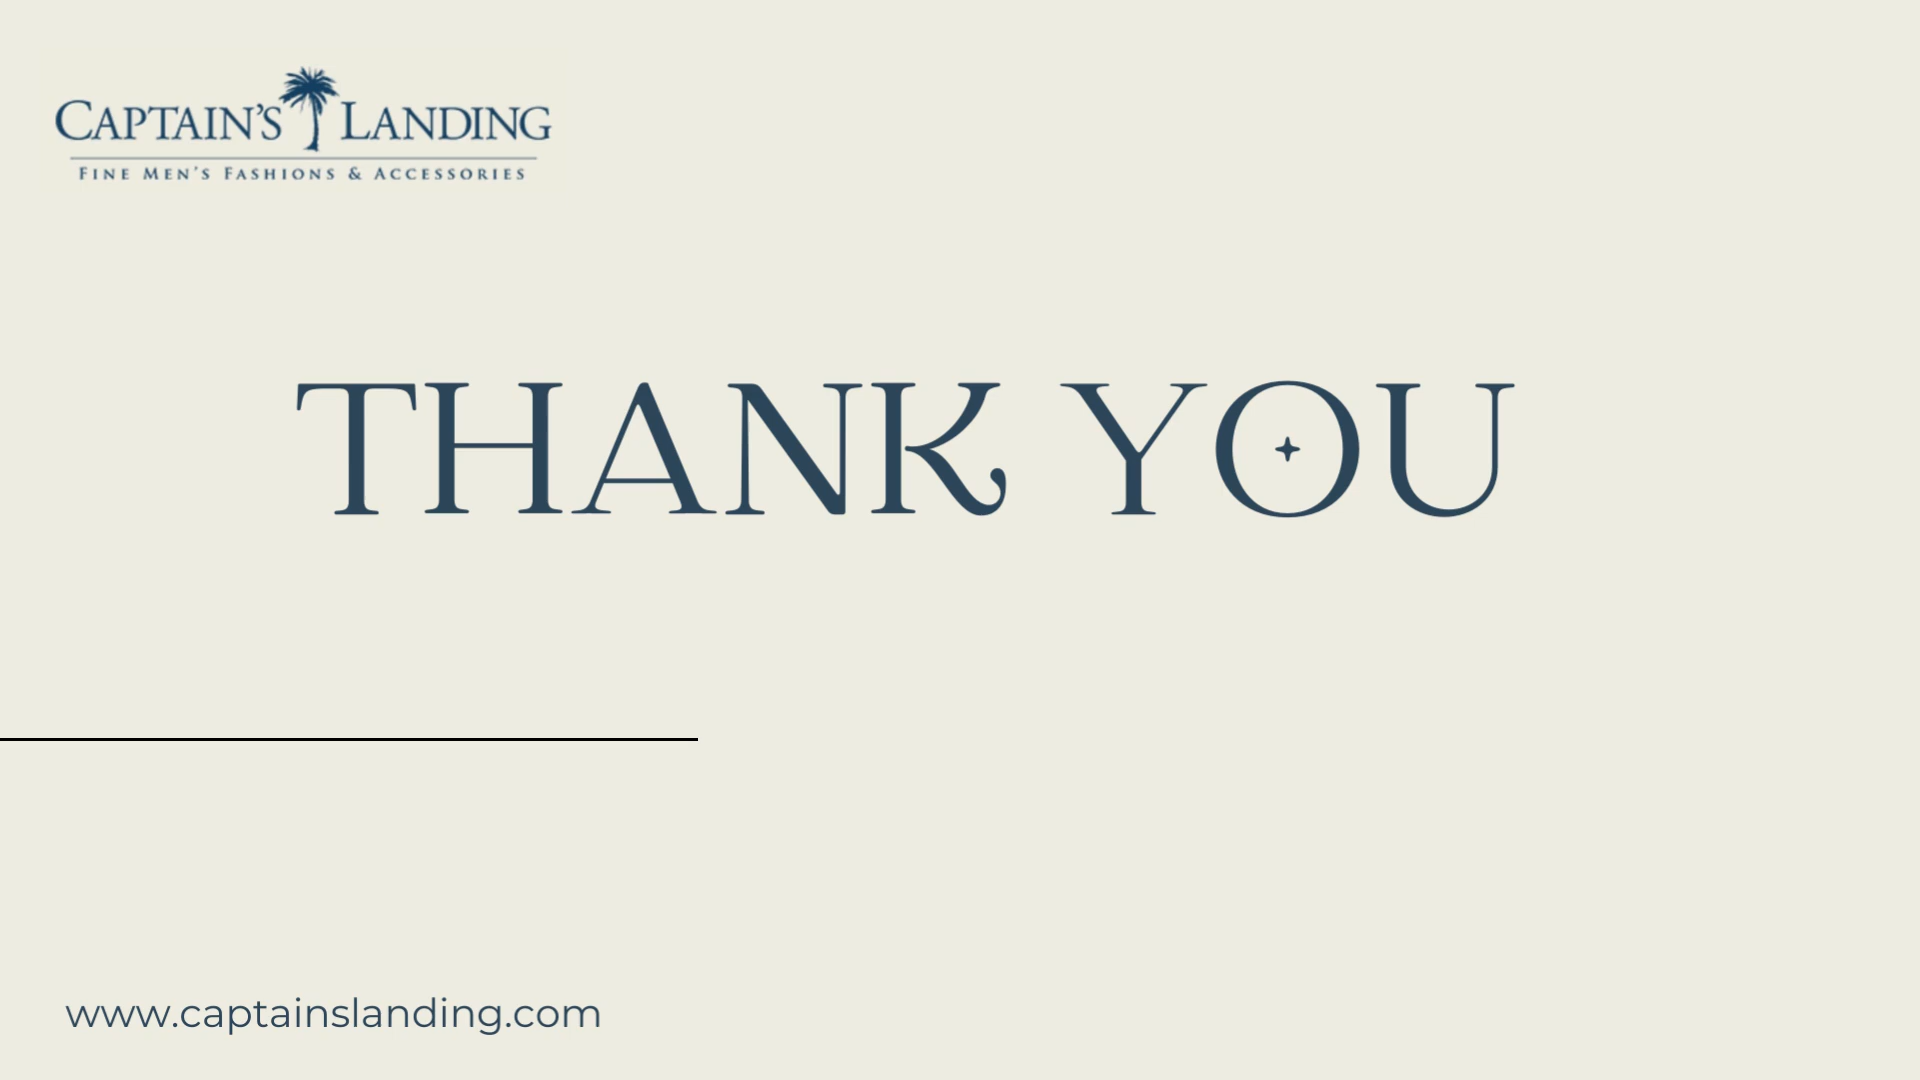 CAPTAIN'S LANDING
FINE MEN'S FASHIONS & ACCESSORIES
THANK YOU
www.captainslanding.com